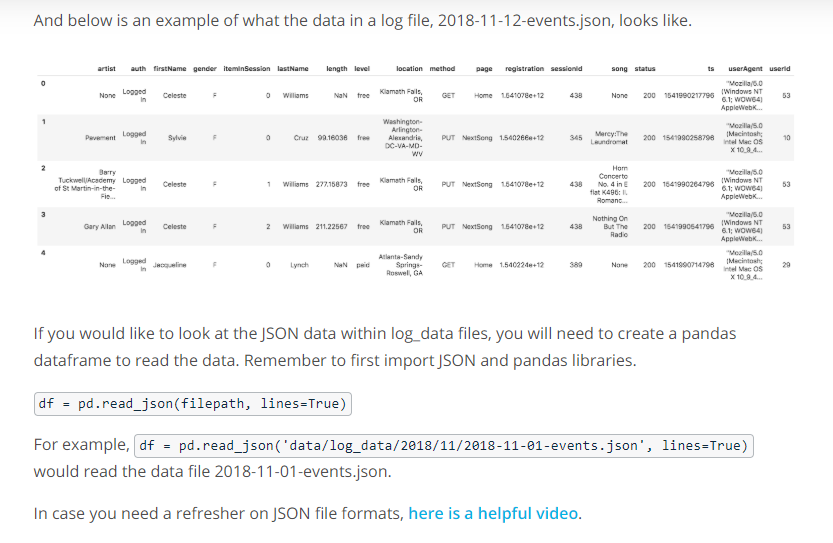 And below is an example of what the data in a log file, 2018-11-12-events.json, looks like.
artist auth firstName gender itemInSession lastName length level location method page registration sessionId song status ts userAgent userId
0 None Logged In Celeste F 0 Williams NaN free Klamath Falls, OR GET Home 1.541078e+12 438 None 200 1541990217796 "Mozilla/5.0 (Windows NT 6.1; WOW64) AppleWebK... 53
1 Pavement Logged In Sylvie F 0 Cruz 99.16036 free Washington-Arlington-Alexandria, DC-VA-MD-WV PUT NextSong 1.540266e+12 345 Mercy:The Laundromat 200 1541990258796 "Mozilla/5.0 (Macintosh; Intel Mac OS X 10_9_4... 10
2 Barry Tuckwell/Academy of St Martin-in-the-Fie... Logged In Celeste F 1 Williams 277.15873 free Klamath Falls, OR PUT NextSong 1.541078e+12 438 Horn Concerto No. 4 in E flat K495: II. Romanc... 200 1541990264796 "Mozilla/5.0 (Windows NT 6.1; WOW64) AppleWebK... 53
3 Gary Allan Logged In Celeste F 2 Williams 211.22567 free Klamath Falls, OR PUT NextSong 1.541078e+12 438 Nothing On But The Radio 200 1541990541796 "Mozilla/5.0 (Windows NT 6.1; WOW64) AppleWebK... 53
4 None Logged In Jacqueline F 0 Lynch NaN paid Atlanta-Sandy Springs-Roswell, GA GET Home 1.540224e+12 389 None 200 1541990714796 "Mozilla/5.0 (Macintosh; Intel Mac OS X 10_9_4... 29
If you would like to look at the JSON data within log_data files, you will need to create a pandas
dataframe to read the data. Remember to first import JSON and pandas libraries.
df = pd.read_json(filepath, lines=True)
For example, df = pd.read_json('data/log_data/2018/11/2018-11-01-events.json', lines=True)
would read the data file 2018-11-01-events.json.
In case you need a refresher on JSON file formats, here is a helpful video.